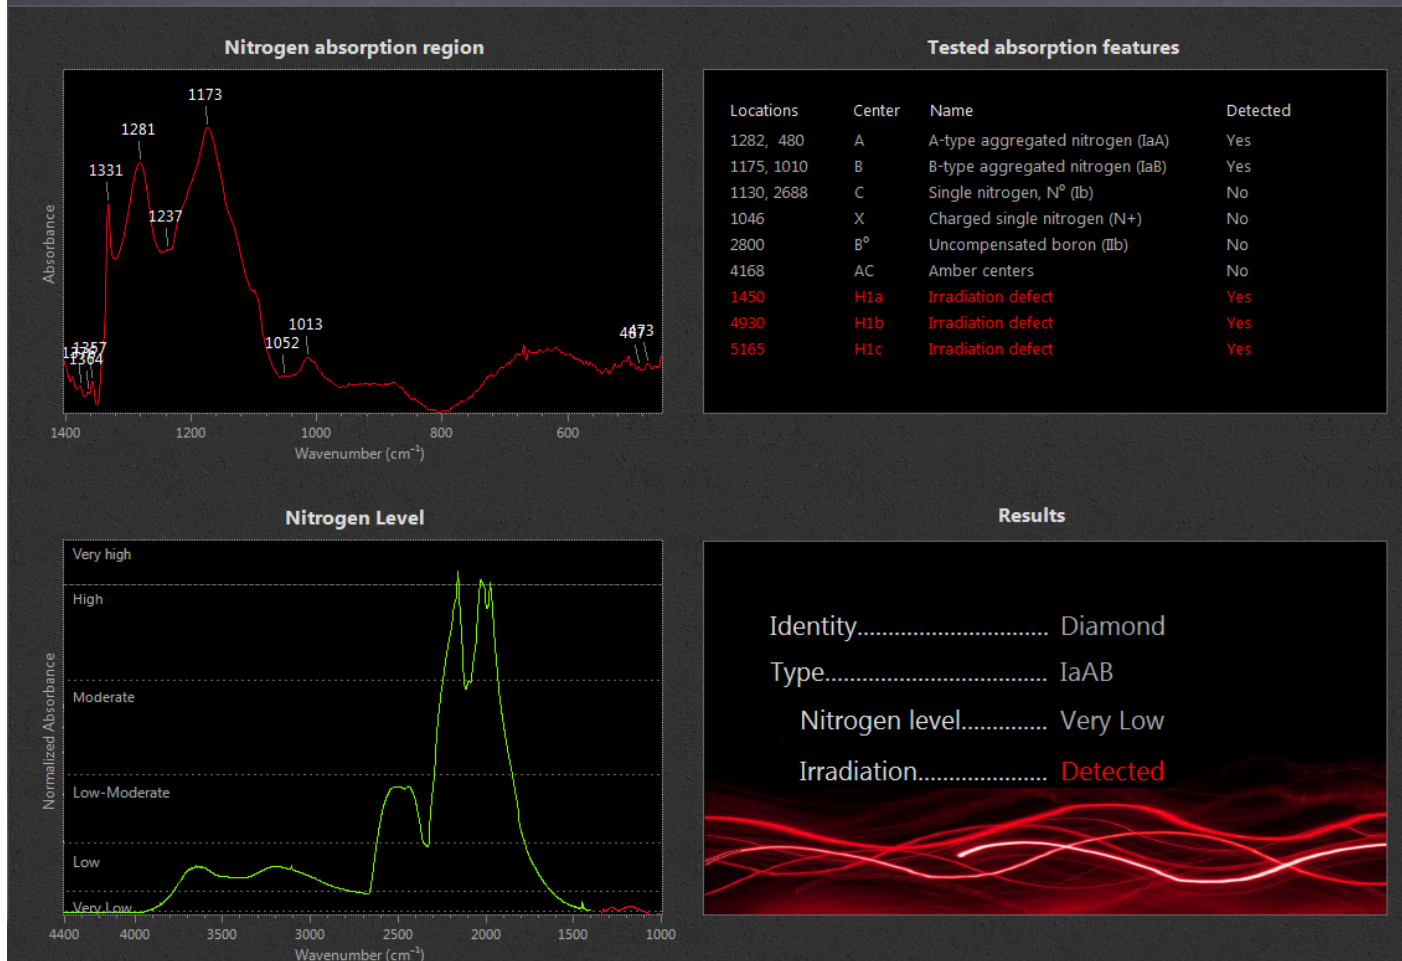 Nitrogen absorption region
1173
1281
1331
1237
1357
1364
1052
1013
473
Absorbance
1400 1200 1000 800 600
Wavenumber (cm⁻¹)
Tested absorption features
Locations Center Name Detected
1282, 480 A A-type aggregated nitrogen (IaA) Yes
1175, 1010 B B-type aggregated nitrogen (IaB) Yes
1130, 2688 C Single nitrogen, N⁰ (Ib) No
1046 X Charged single nitrogen (N+) No
2800 B⁰ Uncompensated boron (IIb) No
4168 AC Amber centers No
1450 H1a Irradiation defect Yes
4930 H1b Irradiation defect Yes
5165 H1c Irradiation defect Yes
Nitrogen Level
Very high
High
Moderate
Low-Moderate
Low
Very Low
Normalized Absorbance
4400 4000 3500 3000 2500 2000 1500 1000
Wavenumber (cm⁻¹)
Results
Identity.............................. Diamond
Type................................... IaAB
Nitrogen level.............. Very Low
Irradiation..................... Detected